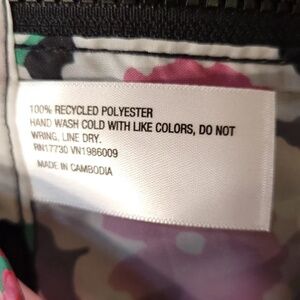 100% RECYCLED POLYESTER
HAND WASH COLD WITH LIKE COLORS, DO NOT
WRING, LINE DRY.
RN17730 VN1986009
MADE IN CAMBODIA